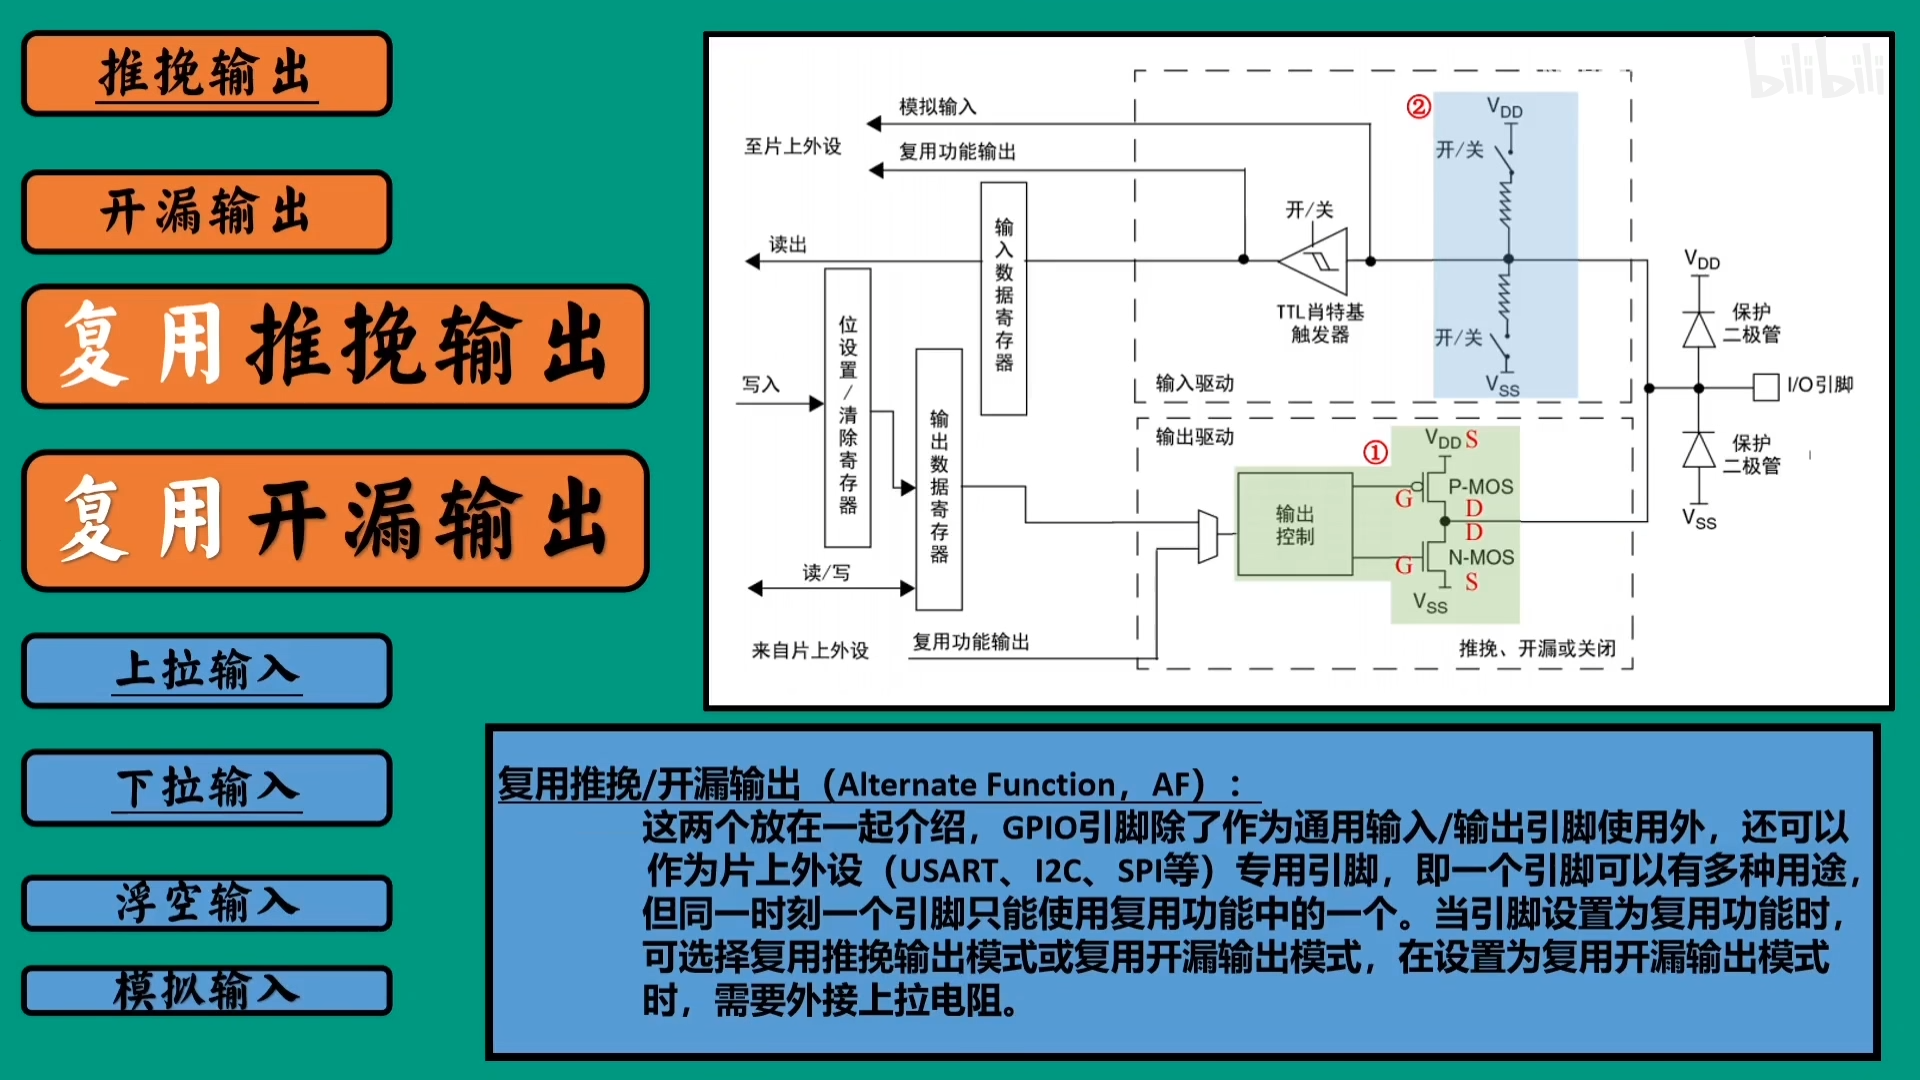 推挽输出
开漏输出
复用推挽输出
复用开漏输出
上拉输入
下拉输入
浮空输入
模拟输入
bilibili
模拟输入
至片上外设
复用功能输出
读出
输入数据寄存器
位设置/清除寄存器
写入
输出数据寄存器
读/写
来自片上外设
复用功能输出
②
VDD
开/关
开/关
TTL肖特基
触发器
开/关
VSS
输入驱动
输出驱动
①
VDD S
G
P-MOS
D
D
G
N-MOS
S
VSS
输出
控制
推挽、开漏或关闭
VDD
保护
二极管
I/O引脚
保护
二极管
VSS
复用推挽/开漏输出（Alternate Function，AF）：
这两个放在一起介绍，GPIO引脚除了作为通用输入/输出引脚使用外，还可以
作为片上外设（USART、I2C、SPI等）专用引脚，即一个引脚可以有多种用途，
但同一时刻一个引脚只能使用复用功能中的一个。当引脚设置为复用功能时，
可选择复用推挽输出模式或复用开漏输出模式，在设置为复用开漏输出模式
时，需要外接上拉电阻。